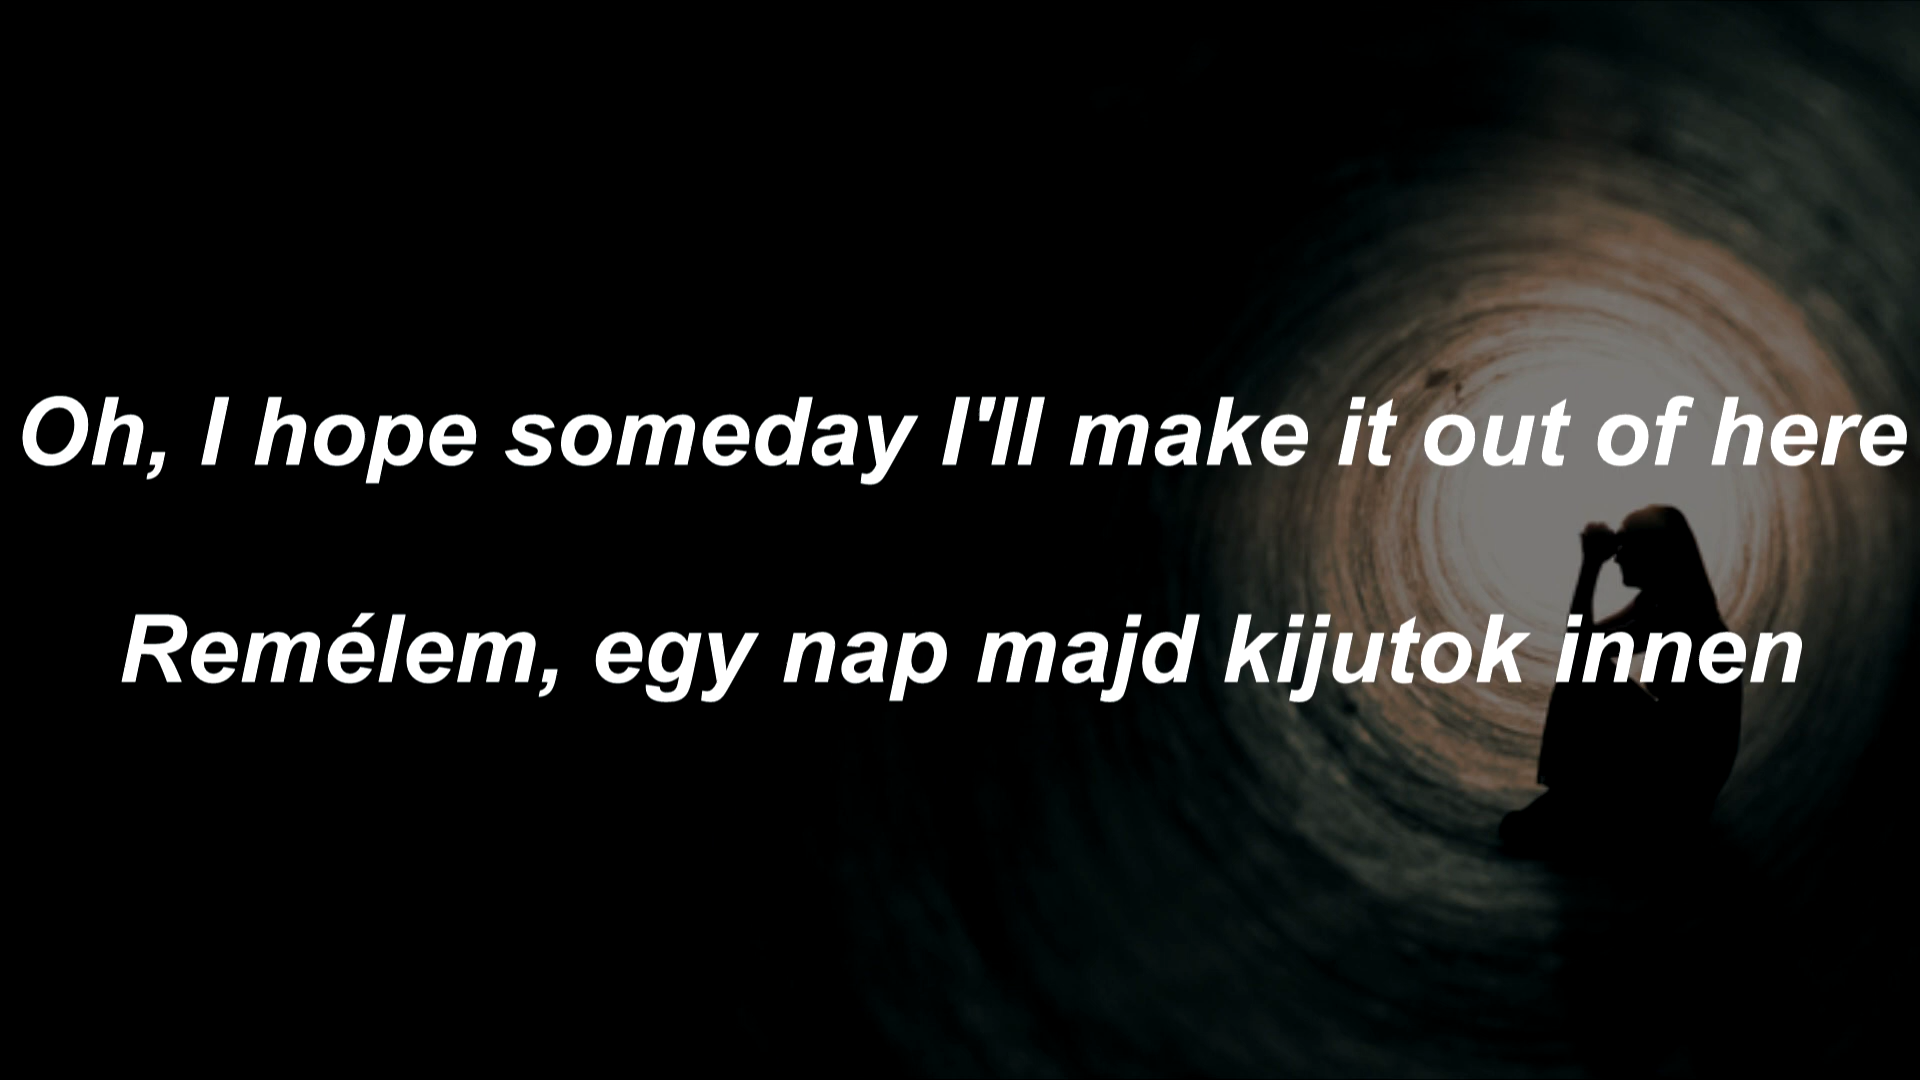 Oh, I hope someday I'll make it out of here
Remélem, egy nap majd kijutok innen